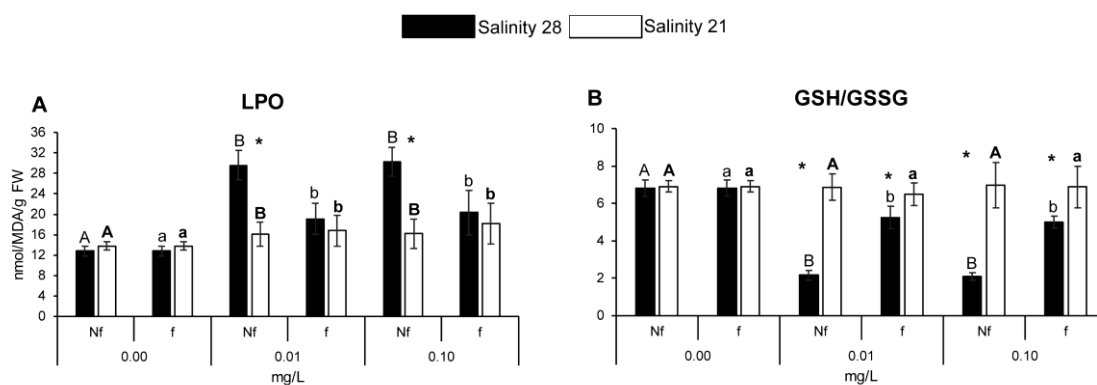 Salinity 28 Salinity 21
A LPO
nmol/MDA/g FW
36
32
28
24
20
16
12
8
4
0
B * B *
b b B b b
A A a a B
Nf f Nf f Nf f
0.00 0.01 0.10
mg/L
B GSH/GSSG
10
8
6
4
2
0
* A * a * A * a
A A a a b b
B B
Nf f Nf f Nf f
0.00 0.01 0.10
mg/L